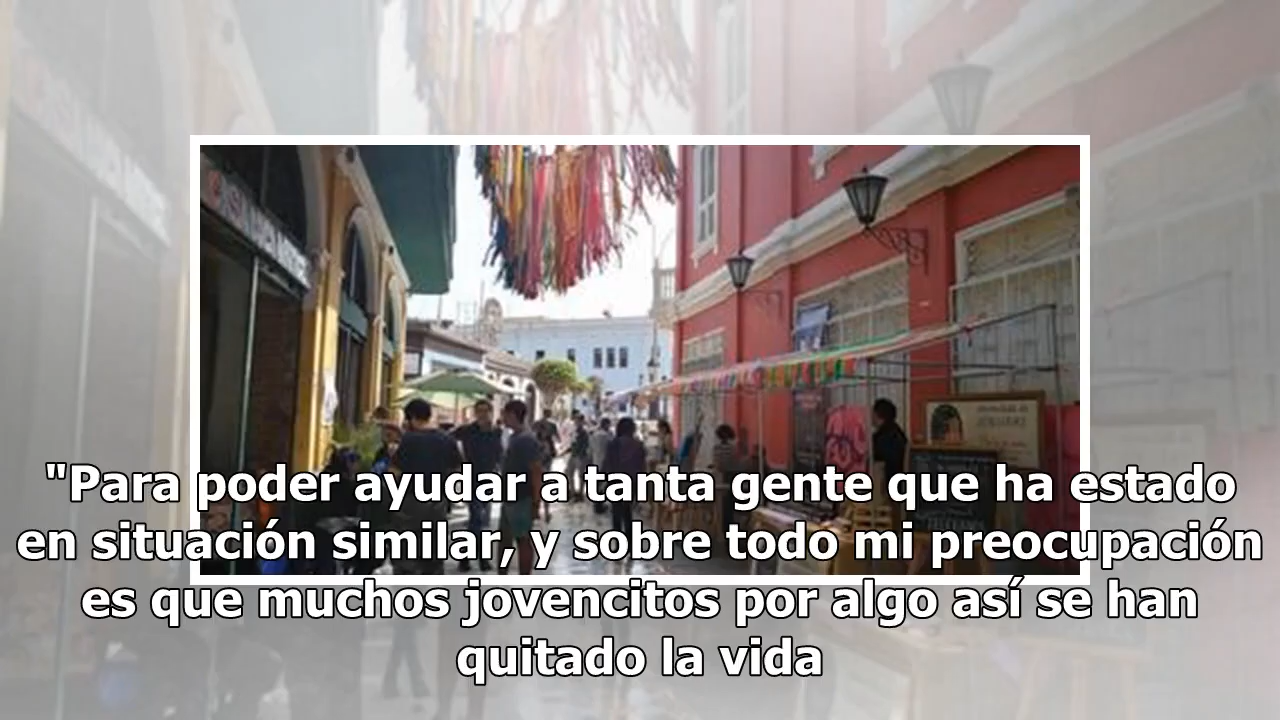 "Para poder ayudar a tanta gente que ha estado
en situación similar, y sobre todo mi preocupación
es que muchos jovencitos por algo así se han
quitado la vida